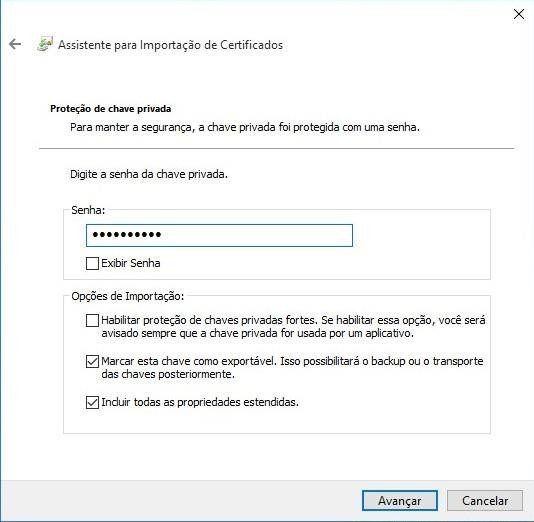 Assistente para Importação de Certificados
Proteção de chave privada
Para manter a segurança, a chave privada foi protegida com uma senha.
Digite a senha da chave privada.
Senha:
••••••••••
Exibir Senha
Opções de Importação:
Habilitar proteção de chaves privadas fortes. Se habilitar essa opção, você será
avisado sempre que a chave privada for usada por um aplicativo.
Marcar esta chave como exportável. Isso possibilitará o backup ou o transporte
das chaves posteriormente.
Incluir todas as propriedades estendidas.
Avançar
Cancelar